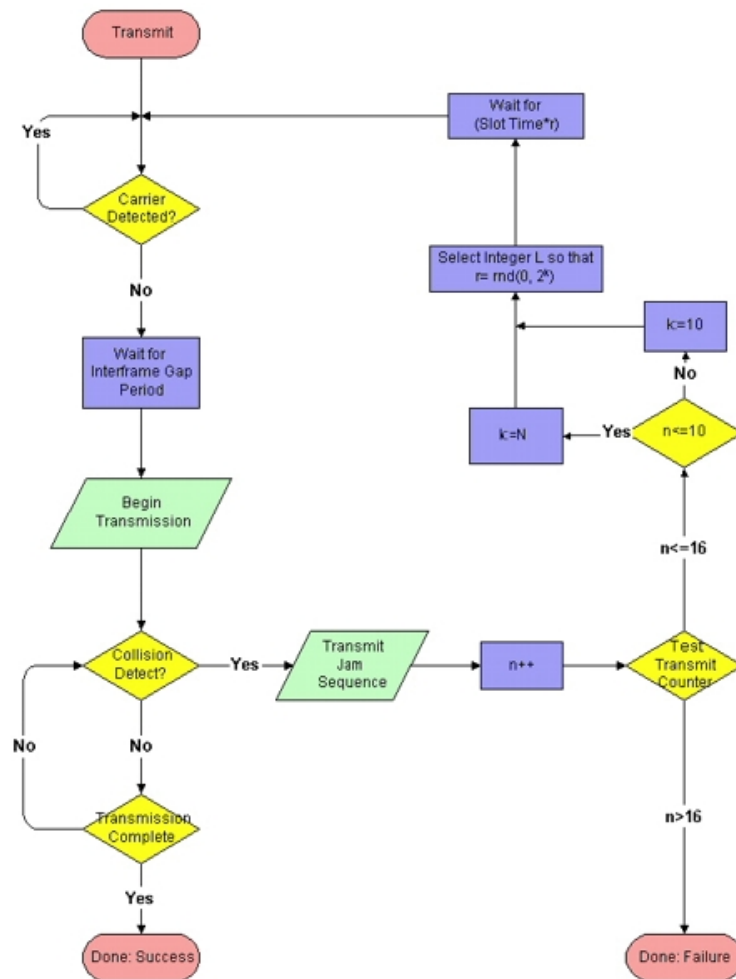 Transmit
Yes
Wait for
(Slot Time*r)
Carrier
Detected?
No
Select Integer L so that
r= rnd(0, 2*)
k:=10
Wait for
Interframe Gap
Period
No
k:=N
Yes
n<=10
Begin
Transmission
n<=16
Collision
Detect?
Yes
Transmit
Jam
Sequence
n++
Test
Transmit
Counter
No
No
Transmission
Complete
n>16
Yes
Done: Success
Done: Failure